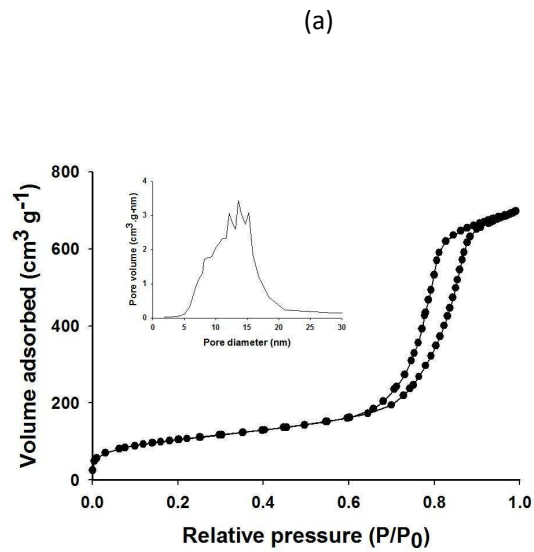 (a)
800
600
400
200
0
Volume adsorbed (cm³ g⁻¹)
0.0 0.2 0.4 0.6 0.8 1.0
Relative pressure (P/P₀)
4
3
2
1
0
Pore volume (cm³.g-nm)
0 5 10 15 20 25 30
Pore diameter (nm)